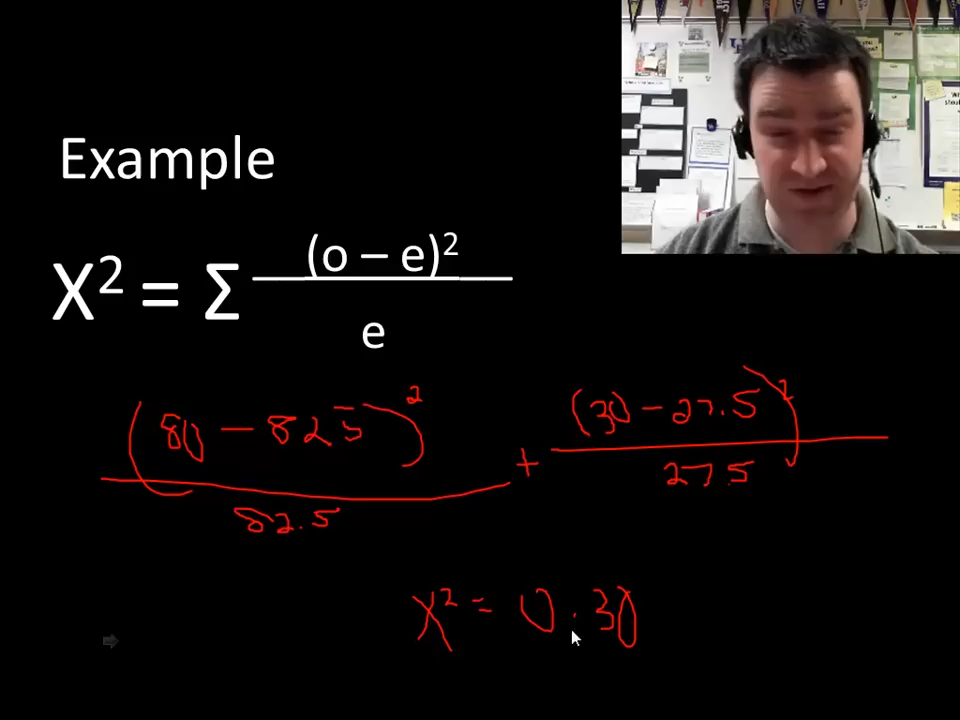 Example
X² = Σ (o – e)²
e
(80 - 82.5)² + (30 - 27.5)²
82.5 27.5
X² = 0.30